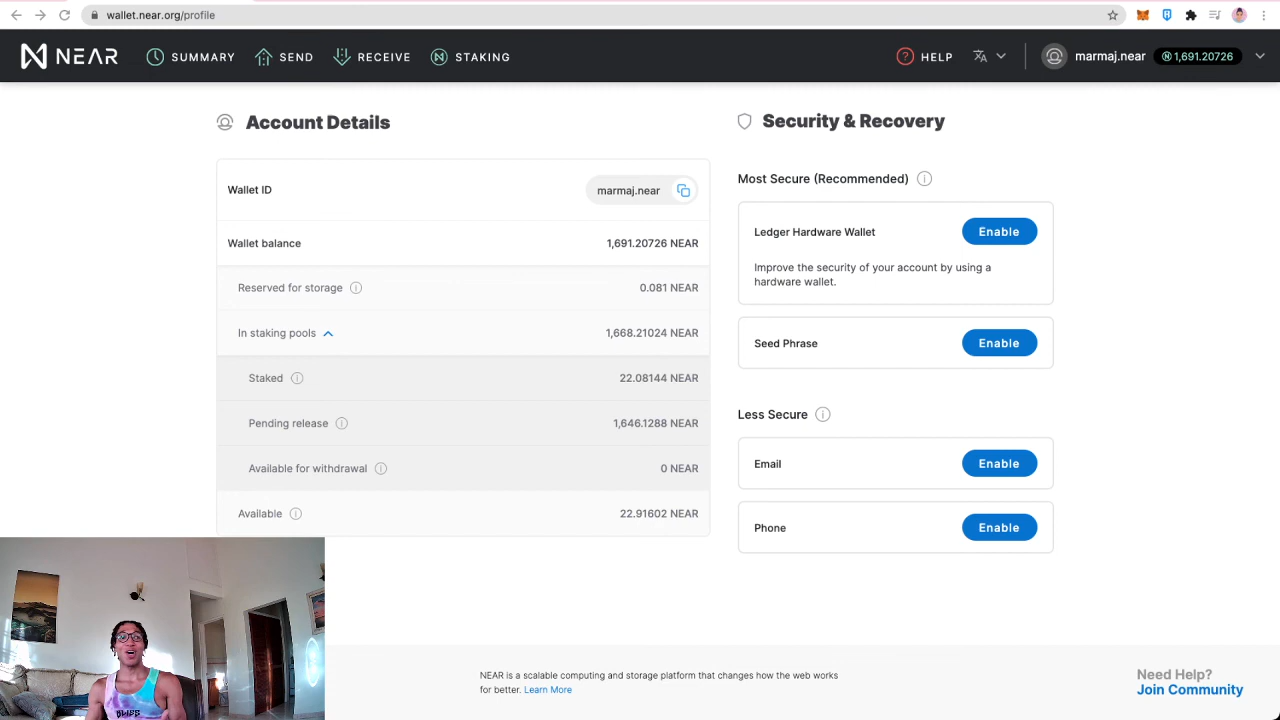 wallet.near.org/profile
NEAR
SUMMARY
SEND
RECEIVE
STAKING
HELP
marmaj.near
1,691.20726
Account Details
Wallet ID
marmaj.near
Wallet balance
1,691.20726 NEAR
Reserved for storage
0.081 NEAR
In staking pools
1,668.21024 NEAR
Staked
22.08144 NEAR
Pending release
1,646.1288 NEAR
Available for withdrawal
0 NEAR
Available
22.91602 NEAR
Security & Recovery
Most Secure (Recommended)
Ledger Hardware Wallet
Enable
Improve the security of your account by using a
hardware wallet.
Seed Phrase
Enable
Less Secure
Email
Enable
Phone
Enable
BLISS
NEAR is a scalable computing and storage platform that changes how the web works
for better. Learn More
Need Help?
Join Community